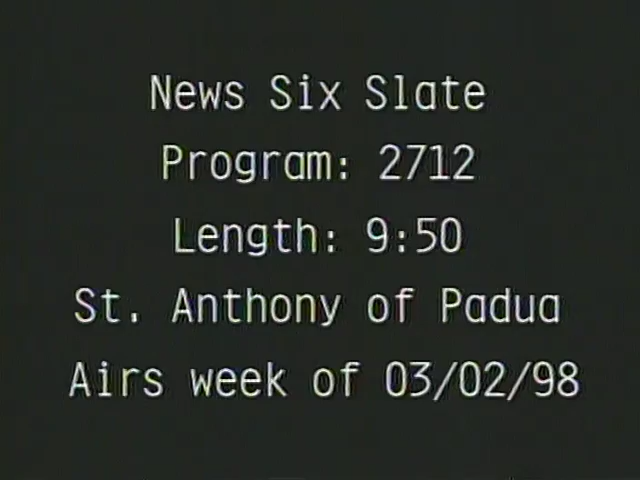 News Six Slate
Program: 2712
Length: 9:50
St. Anthony of Padua
Airs week of 03/02/98